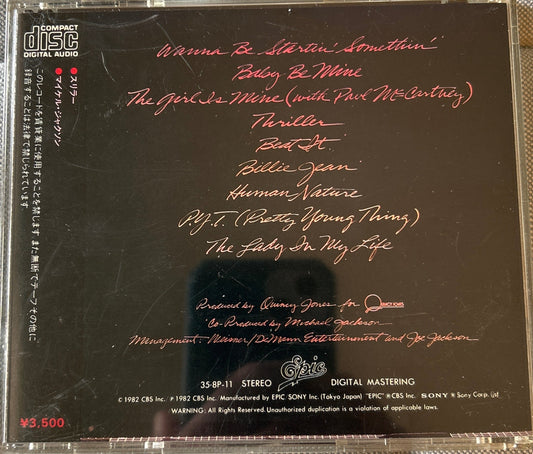 COMPACT
disc
DIGITAL AUDIO
●スリラー
●マイケル・ジャクソン
このレコードを賃貸業に使用することを禁じます また無断でテープその他に
録音することは法律で禁じられています
Wanna Be Startin' Somethin'
Baby Be Mine
The Girl Is Mine (with Paul McCartney)
Thriller
Beat It
Billie Jean
Human Nature
P.Y.T. (Pretty Young Thing)
The Lady In My Life
Produced by Quincy Jones for QUINCY JONES
Co-Produced by Michael Jackson
Management: Weisner/DeMann Entertainment and Joe Jackson
Epic
35·8P-11 STEREO DIGITAL MASTERING
© 1982 CBS Inc. ℗ 1982 CBS Inc. Manufactured by EPIC SONY Inc. (Tokyo Japan) "EPIC" ®CBS Inc. SONY ® Sony Corp.
WARNING: All Rights Reserved. Unauthorized duplication is a violation of applicable laws.
¥3,500